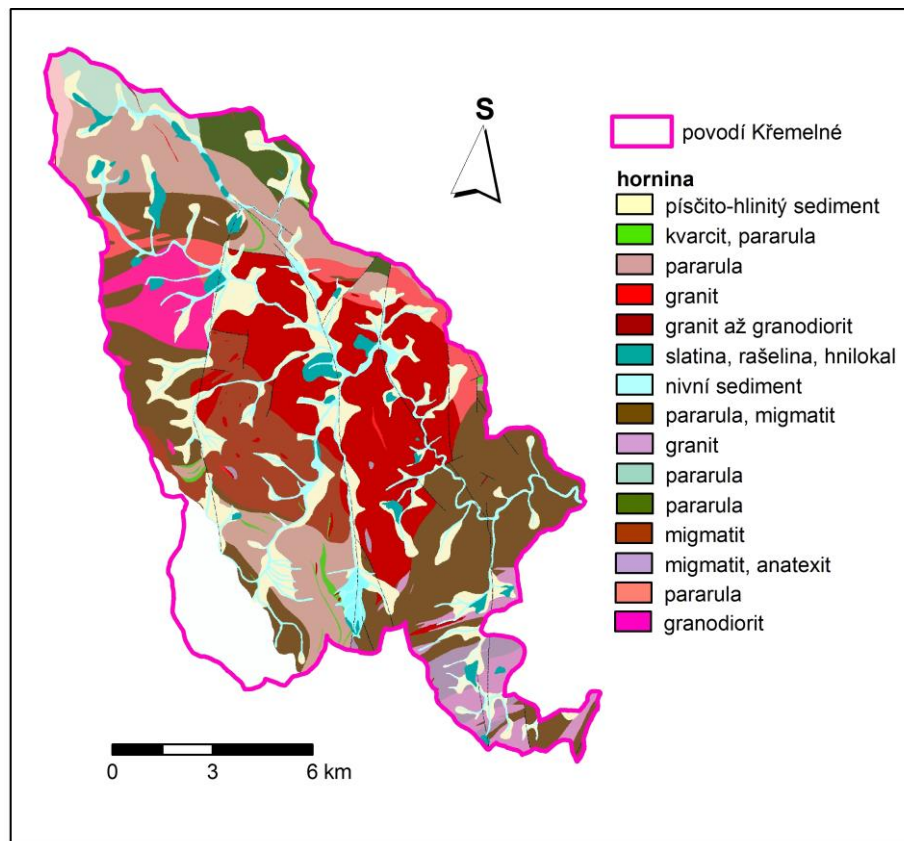 S
povodí Křemelné
hornina
písčito-hlinitý sediment
kvarcit, pararula
pararula
granit
granit až granodiorit
slatina, rašelina, hnilokal
nivní sediment
pararula, migmatit
granit
pararula
pararula
migmatit
migmatit, anatexit
pararula
granodiorit
0 3 6 km